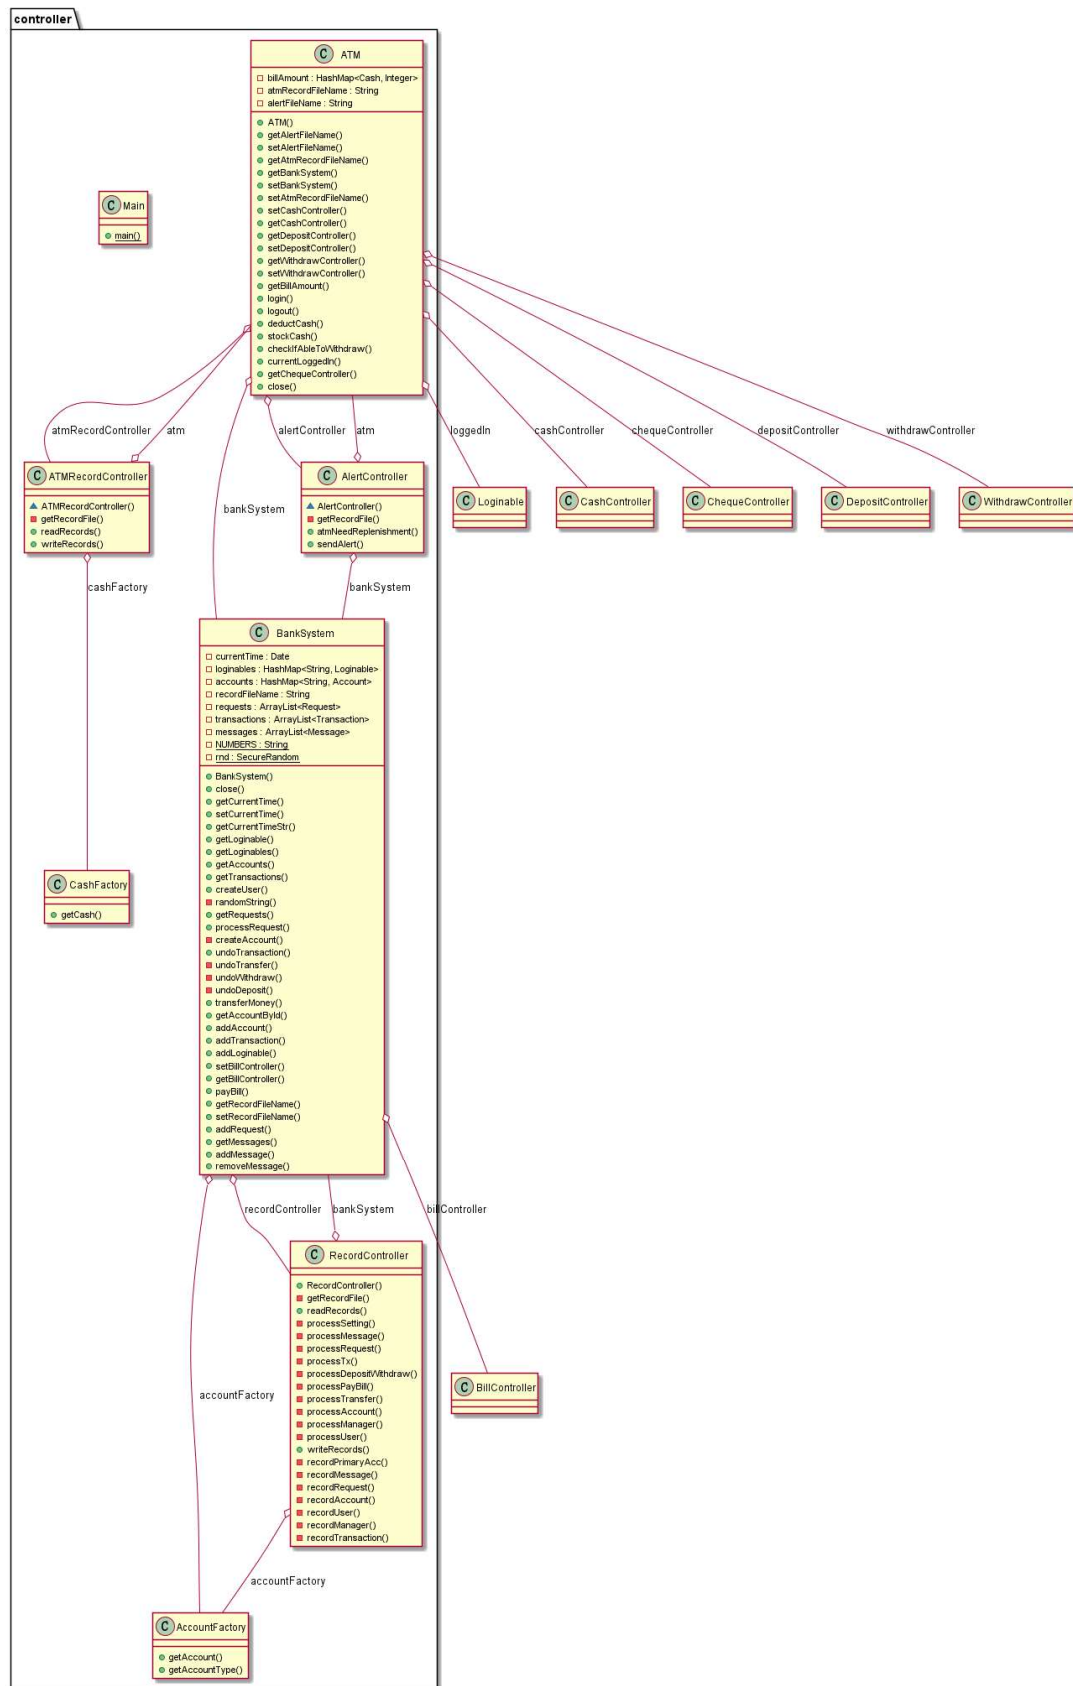 controller
ATM
billAmount : HashMap<Cash, Integer>
atmRecordFileName : String
alertFileName : String
ATM()
getAlertFileName()
setAlertFileName()
getAtmRecordFileName()
getBankSystem()
setBankSystem()
setAtmRecordFileName()
setCashController()
getCashController()
getDepositController()
setDepositController()
getWithdrawController()
setWithdrawController()
getBillAmount()
login()
logout()
deductCash()
stockCash()
checkIfAbleToWithdraw()
currentLoggedIn()
getChequeController()
close()
Main
main()
atmRecordController
atm
alertController
atm
loggedIn
cashController
chequeController
depositController
withdrawController
bankSystem
ATMRecordController
ATMRecordController()
getRecordFile()
readRecords()
writeRecords()
AlertController
AlertController()
getRecordFile()
atmNeedReplenishment()
sendAlert()
Loginable
CashController
ChequeController
DepositController
WithdrawController
cashFactory
bankSystem
BankSystem
currentTime : Date
loginables : HashMap<String, Loginable>
accounts : HashMap<String, Account>
recordFileName : String
requests : ArrayList<Request>
transactions : ArrayList<Transaction>
messages : ArrayList<Message>
NUMBERS : String
rnd : SecureRandom
BankSystem()
close()
getCurrentTime()
setCurrentTime()
getCurrentTimeStr()
getLoginable()
getLoginables()
getAccounts()
getTransactions()
createUser()
randomString()
getRequests()
processRequest()
createAccount()
undoTransaction()
undoTransfer()
undoWithdraw()
undoDeposit()
transferMoney()
getAccountById()
addAccount()
addTransaction()
addLoginable()
setBillController()
getBillController()
payBill()
getRecordFileName()
setRecordFileName()
addRequest()
getMessages()
addMessage()
removeMessage()
CashFactory
getCash()
recordController
bankSystem
billController
RecordController
RecordController()
getRecordFile()
readRecords()
processSetting()
processMessage()
processRequest()
processTx()
processDepositWithdraw()
processPayBill()
processTransfer()
processAccount()
processManager()
processUser()
writeRecords()
recordPrimaryAcc()
recordMessage()
recordRequest()
recordAccount()
recordUser()
recordManager()
recordTransaction()
BillController
accountFactory
accountFactory
AccountFactory
getAccount()
getAccountType()